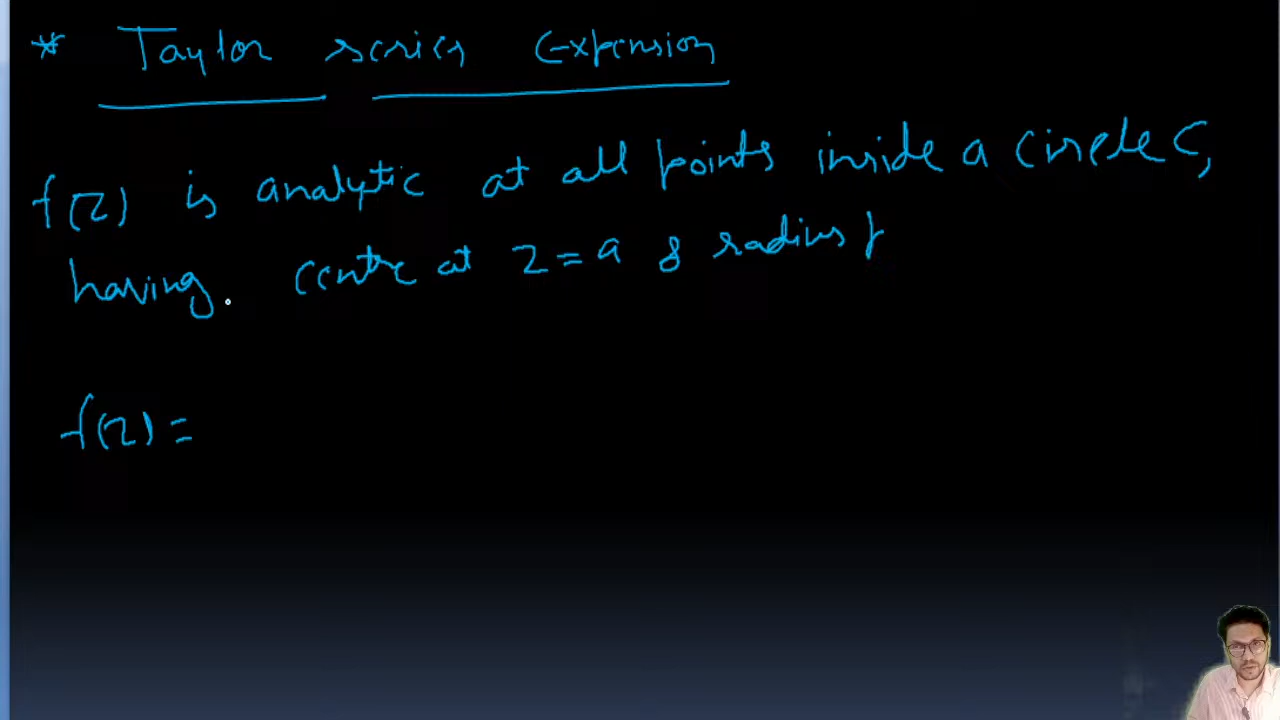 * Taylor series Expansion
f(z) is analytic at all points inside a circle C,
having centre at z = a & radius r
f(z) =